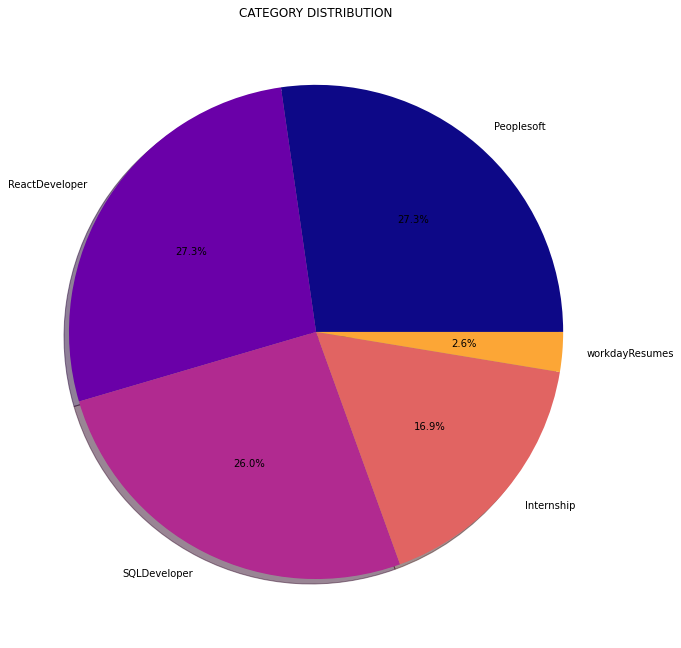 CATEGORY DISTRIBUTION
Peoplesoft
ReactDeveloper
27.3%
27.3%
workdayResumes
2.6%
16.9%
26.0%
Internship
SQLDeveloper